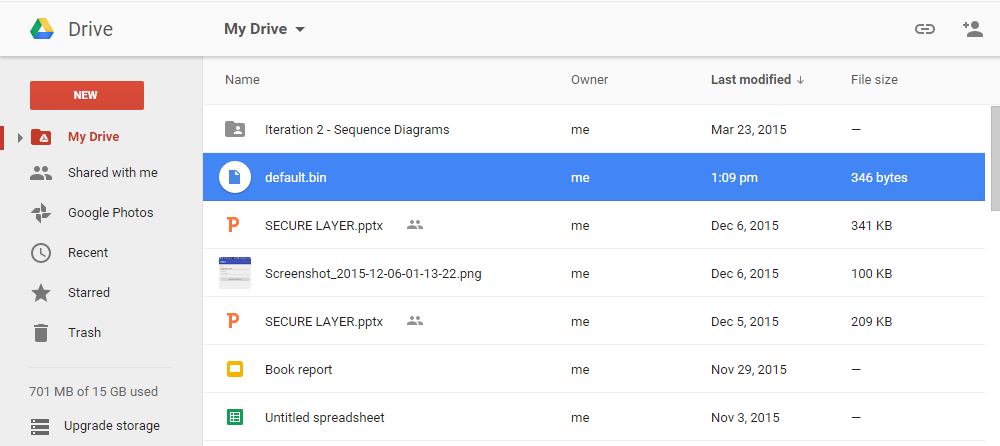 Drive
My Drive
Name Owner Last modified File size
NEW
My Drive
Shared with me
Google Photos
Recent
Starred
Trash
701 MB of 15 GB used
Upgrade storage
Iteration 2 - Sequence Diagrams me Mar 23, 2015 —
default.bin me 1:09 pm 346 bytes
SECURE LAYER.pptx me Dec 6, 2015 341 KB
Screenshot_2015-12-06-01-13-22.png me Dec 6, 2015 100 KB
SECURE LAYER.pptx me Dec 5, 2015 209 KB
Book report me Nov 29, 2015 —
Untitled spreadsheet me Nov 3, 2015 —